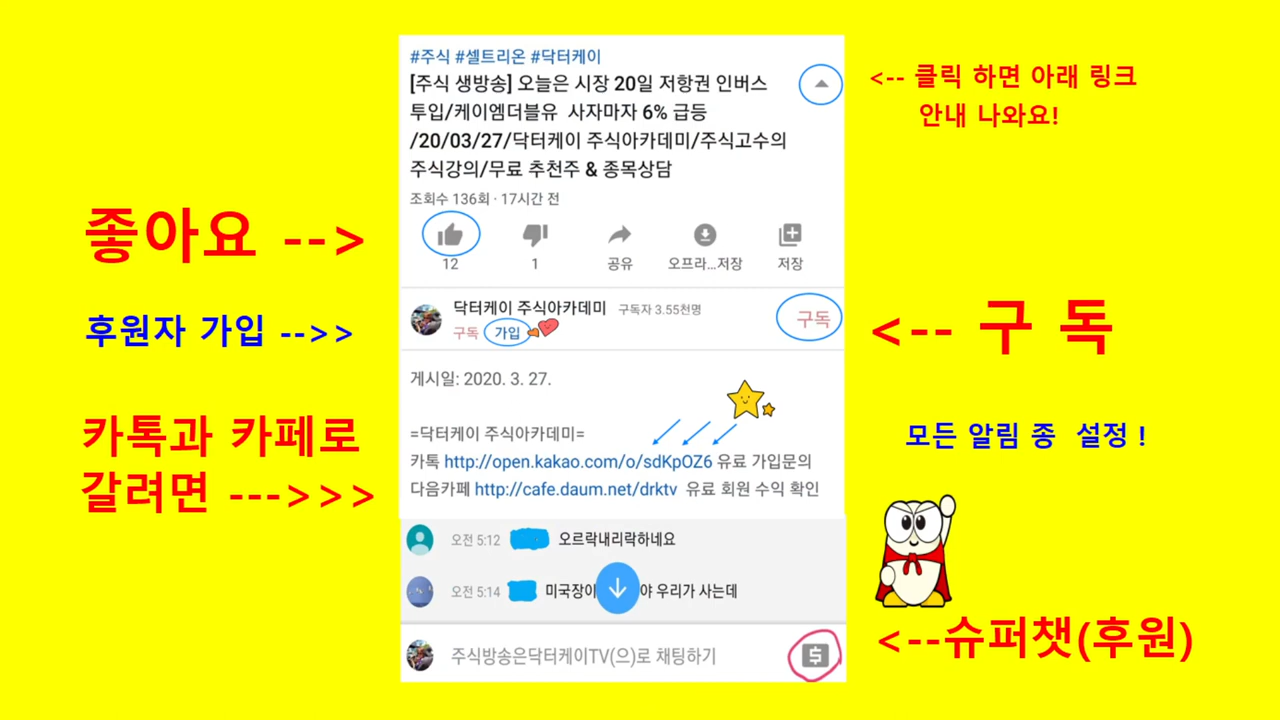 #주식 #셀트리온 #닥터케이
[주식 생방송] 오늘은 시장 20일 저항권 인버스
투입/케이엠더블유 사자마자 6% 급등
/20/03/27/닥터케이 주식아카데미/주식고수의
주식강의/무료 추천주 & 종목상담
조회수 136회 · 17시간 전
<-- 클릭 하면 아래 링크
안내 나와요!
좋아요 -->
12
1
공유
오프라...저장
저장
후원자 가입 -->>
닥터케이 주식아카데미 구독자 3.55천명
구독 가입
구독
<-- 구 독
게시일: 2020. 3. 27.
카톡과 카페로
갈려면 --->>>
모든 알림 종 설정 !
=닥터케이 주식아카데미=
카톡 http://open.kakao.com/o/sdKpOZ6 유료 가입문의
다음카페 http://cafe.daum.net/drktv 유료 회원 수익 확인
오전 5:12 오르락내리락하네요
오전 5:14 미국장이 야 우리가 사는데
주식방송은닥터케이TV(으)로 채팅하기
<--슈퍼챗(후원)